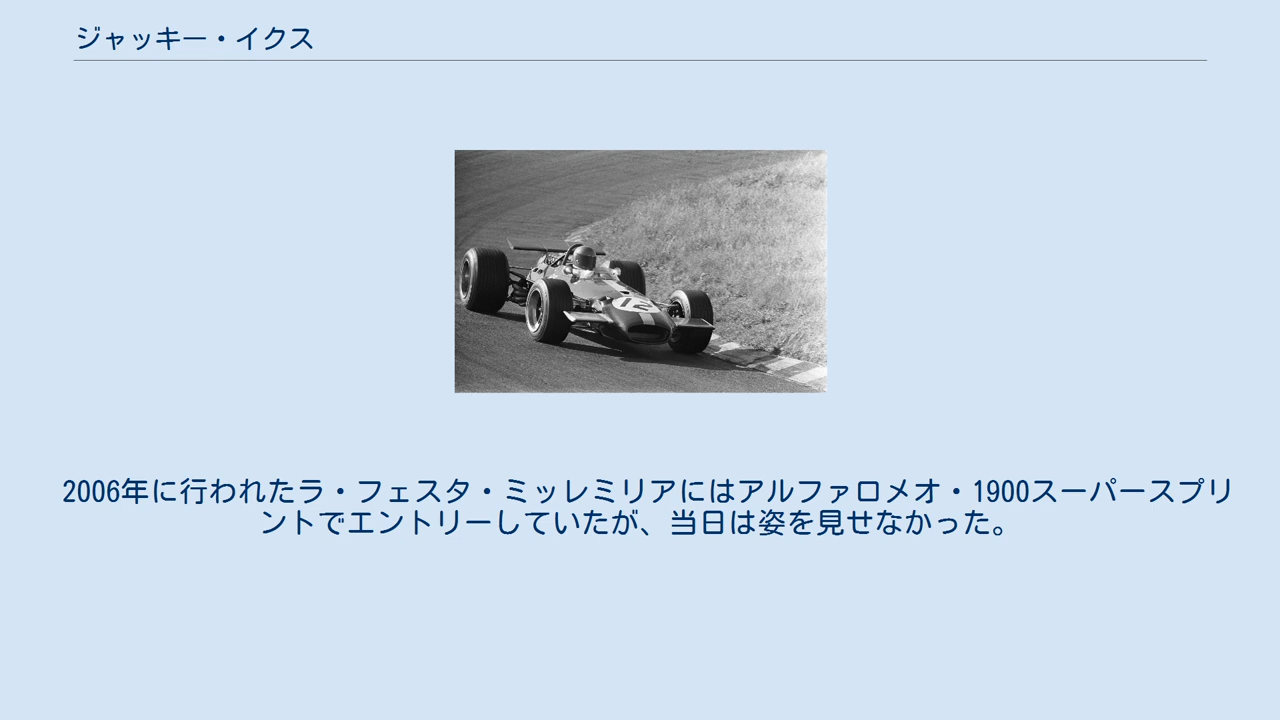 ジャッキー・イクス
12
2006年に行われたラ・フェスタ・ミッレミリアにはアルファロメオ・1900スーパースプリ
ントでエントリーしていたが、当日は姿を見せなかった。